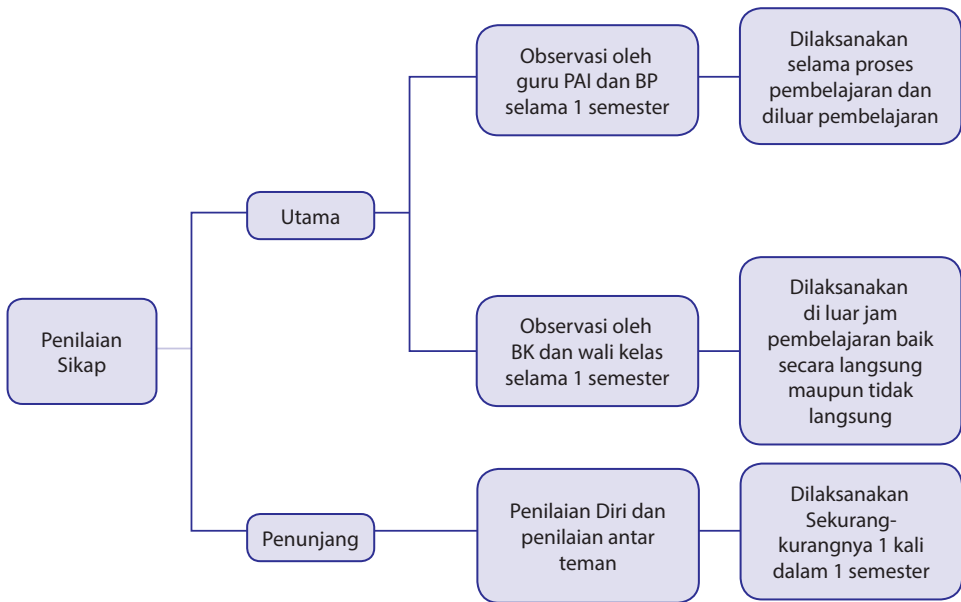 Penilaian
Sikap
Utama
Observasi oleh
guru PAI dan BP
selama 1 semester
Dilaksanakan
selama proses
pembelajaran dan
diluar pembelajaran
Observasi oleh
BK dan wali kelas
selama 1 semester
Dilaksanakan
di luar jam
pembelajaran baik
secara langsung
maupun tidak
langsung
Penunjang
Penilaian Diri dan
penilaian antar
teman
Dilaksanakan
Sekurang-
kurangnya 1 kali
dalam 1 semester